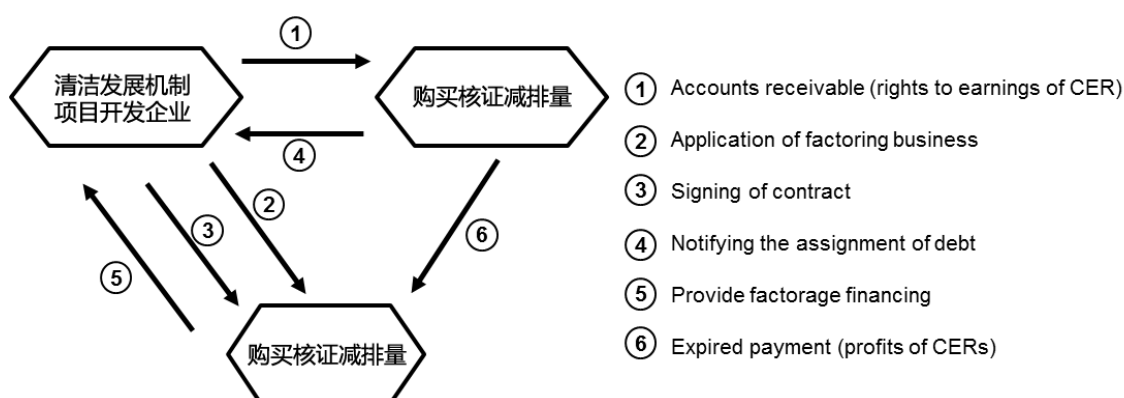 ①
清洁发展机制
项目开发企业
购买核证减排量
④
②
③
⑤
⑥
购买核证减排量
① Accounts receivable (rights to earnings of CER)
② Application of factoring business
③ Signing of contract
④ Notifying the assignment of debt
⑤ Provide factorage financing
⑥ Expired payment (profits of CERs)